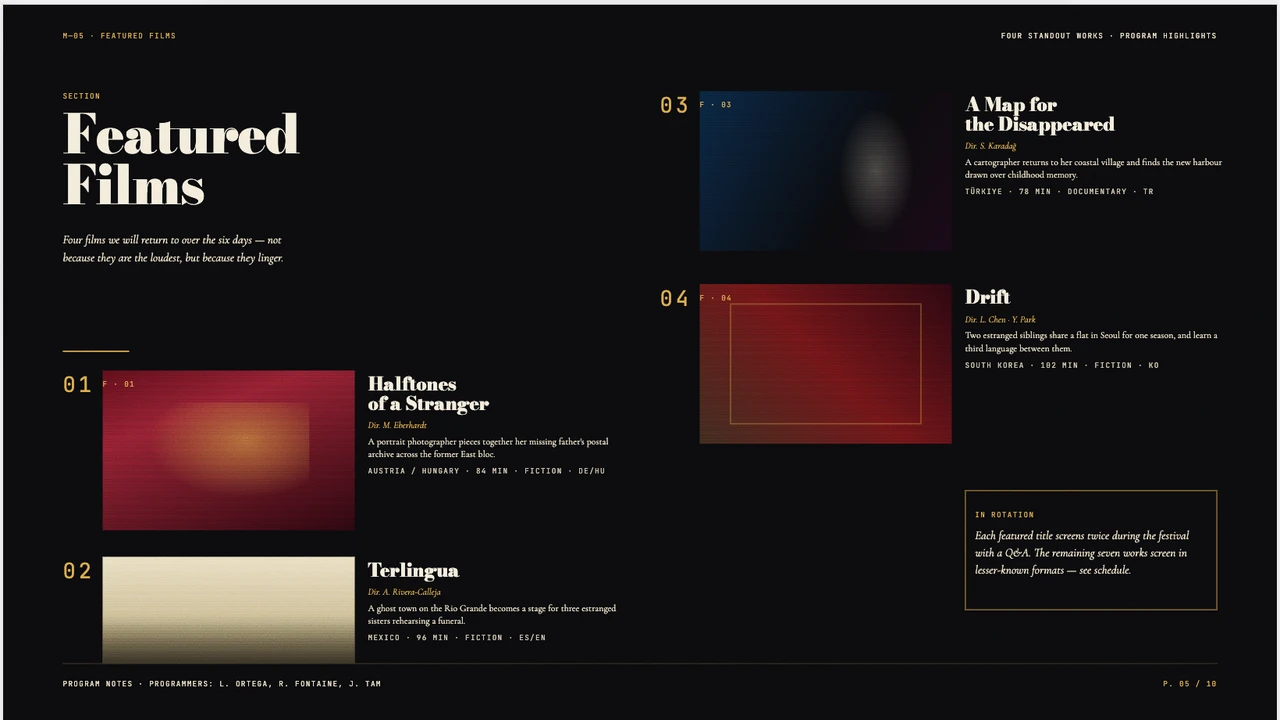 M—05 · FEATURED FILMS
FOUR STANDOUT WORKS · PROGRAM HIGHLIGHTS
SECTION
Featured
Films
Four films we will return to over the six days — not
because they are the loudest, but because they linger.
01
F · 01
Halftones
of a Stranger
Dir. M. Eberhardt
A portrait photographer pieces together her missing father's postal
archive across the former East bloc.
AUSTRIA / HUNGARY · 84 MIN · FICTION · DE/HU
02
Terlingua
Dir. A. Rivera-Calleja
A ghost town on the Rio Grande becomes a stage for three estranged
sisters rehearsing a funeral.
MEXICO · 96 MIN · FICTION · ES/EN
03
F · 03
A Map for
the Disappeared
Dir. S. Karadağ
A cartographer returns to her coastal village and finds the new harbour
drawn over childhood memory.
TÜRKIYE · 78 MIN · DOCUMENTARY · TR
04
F · 04
Drift
Dir. L. Chen · Y. Park
Two estranged siblings share a flat in Seoul for one season, and learn a
third language between them.
SOUTH KOREA · 102 MIN · FICTION · KO
IN ROTATION
Each featured title screens twice during the festival
with a Q&A. The remaining seven works screen in
lesser-known formats — see schedule.
PROGRAM NOTES · PROGRAMMERS: L. ORTEGA, R. FONTAINE, J. TAM
P. 05 / 10